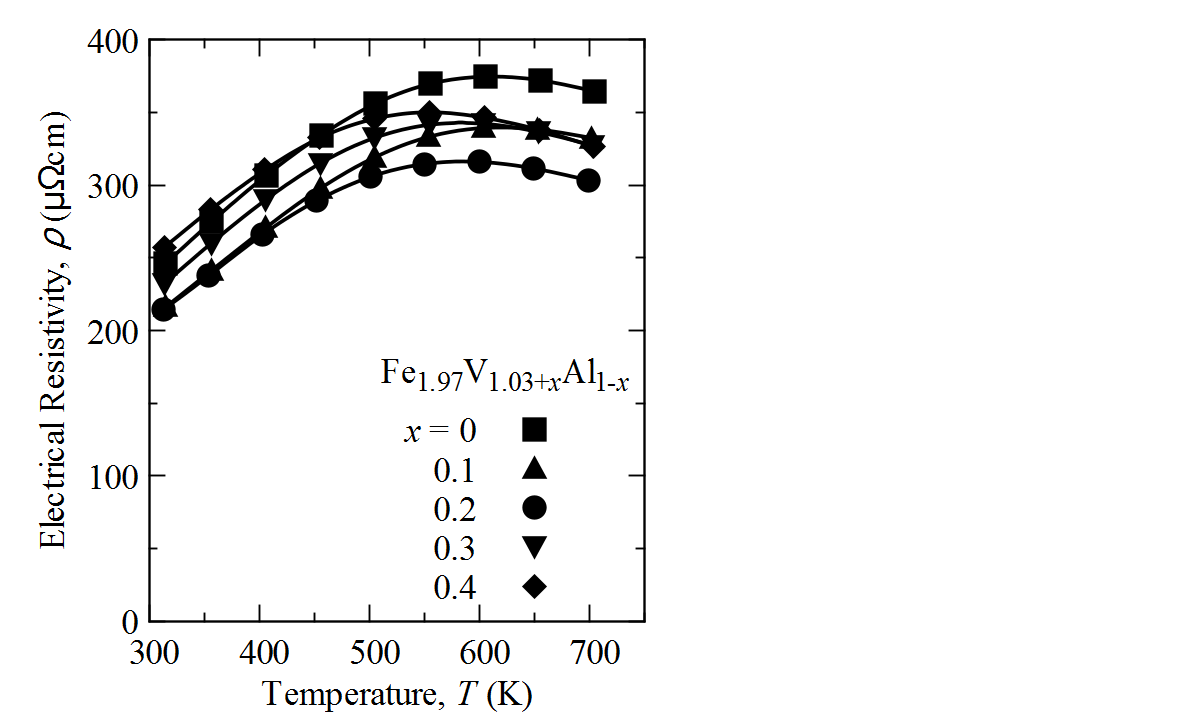 400
300
200
100
0
Electrical Resistivity, ρ (μΩcm)
Fe1.97V1.03+xAl1-x
x = 0
0.1
0.2
0.3
0.4
300 400 500 600 700
Temperature, T (K)